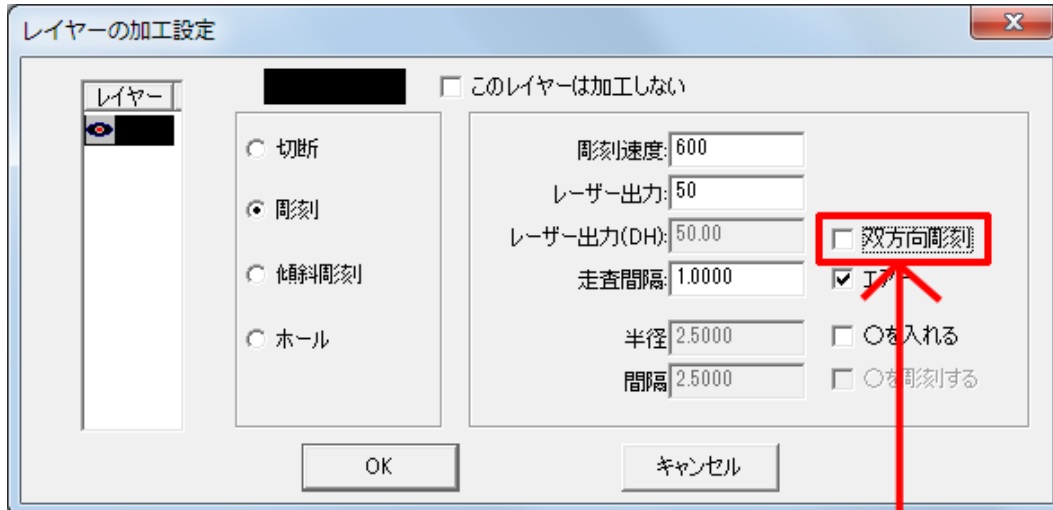 レイヤーの加工設定
レイヤー
このレイヤーは加工しない
切断
彫刻
傾斜彫刻
ホール
彫刻速度: 600
レーザー出力: 50
レーザー出力(DH): 50.00
双方向彫刻
走査間隔: 1.0000
エアー
半径 2.5000
○を入れる
間隔 2.5000
○を彫刻する
OK
キャンセル